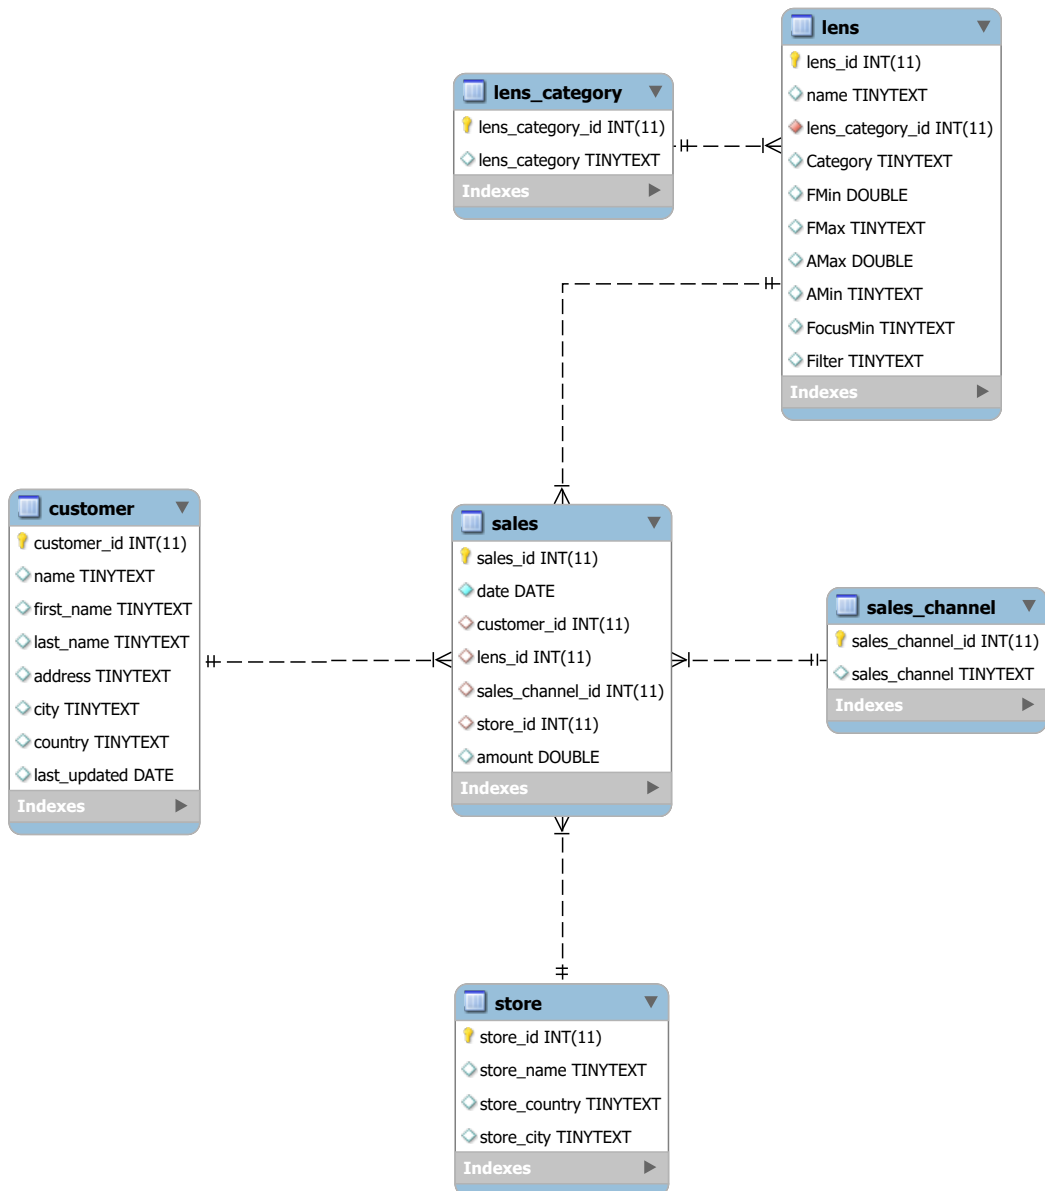 lens
lens_id INT(11)
name TINYTEXT
lens_category_id INT(11)
Category TINYTEXT
FMin DOUBLE
FMax TINYTEXT
AMax DOUBLE
AMin TINYTEXT
FocusMin TINYTEXT
Filter TINYTEXT
Indexes
lens_category
lens_category_id INT(11)
lens_category TINYTEXT
Indexes
customer
customer_id INT(11)
name TINYTEXT
first_name TINYTEXT
last_name TINYTEXT
address TINYTEXT
city TINYTEXT
country TINYTEXT
last_updated DATE
Indexes
sales
sales_id INT(11)
date DATE
customer_id INT(11)
lens_id INT(11)
sales_channel_id INT(11)
store_id INT(11)
amount DOUBLE
Indexes
sales_channel
sales_channel_id INT(11)
sales_channel TINYTEXT
Indexes
store
store_id INT(11)
store_name TINYTEXT
store_country TINYTEXT
store_city TINYTEXT
Indexes